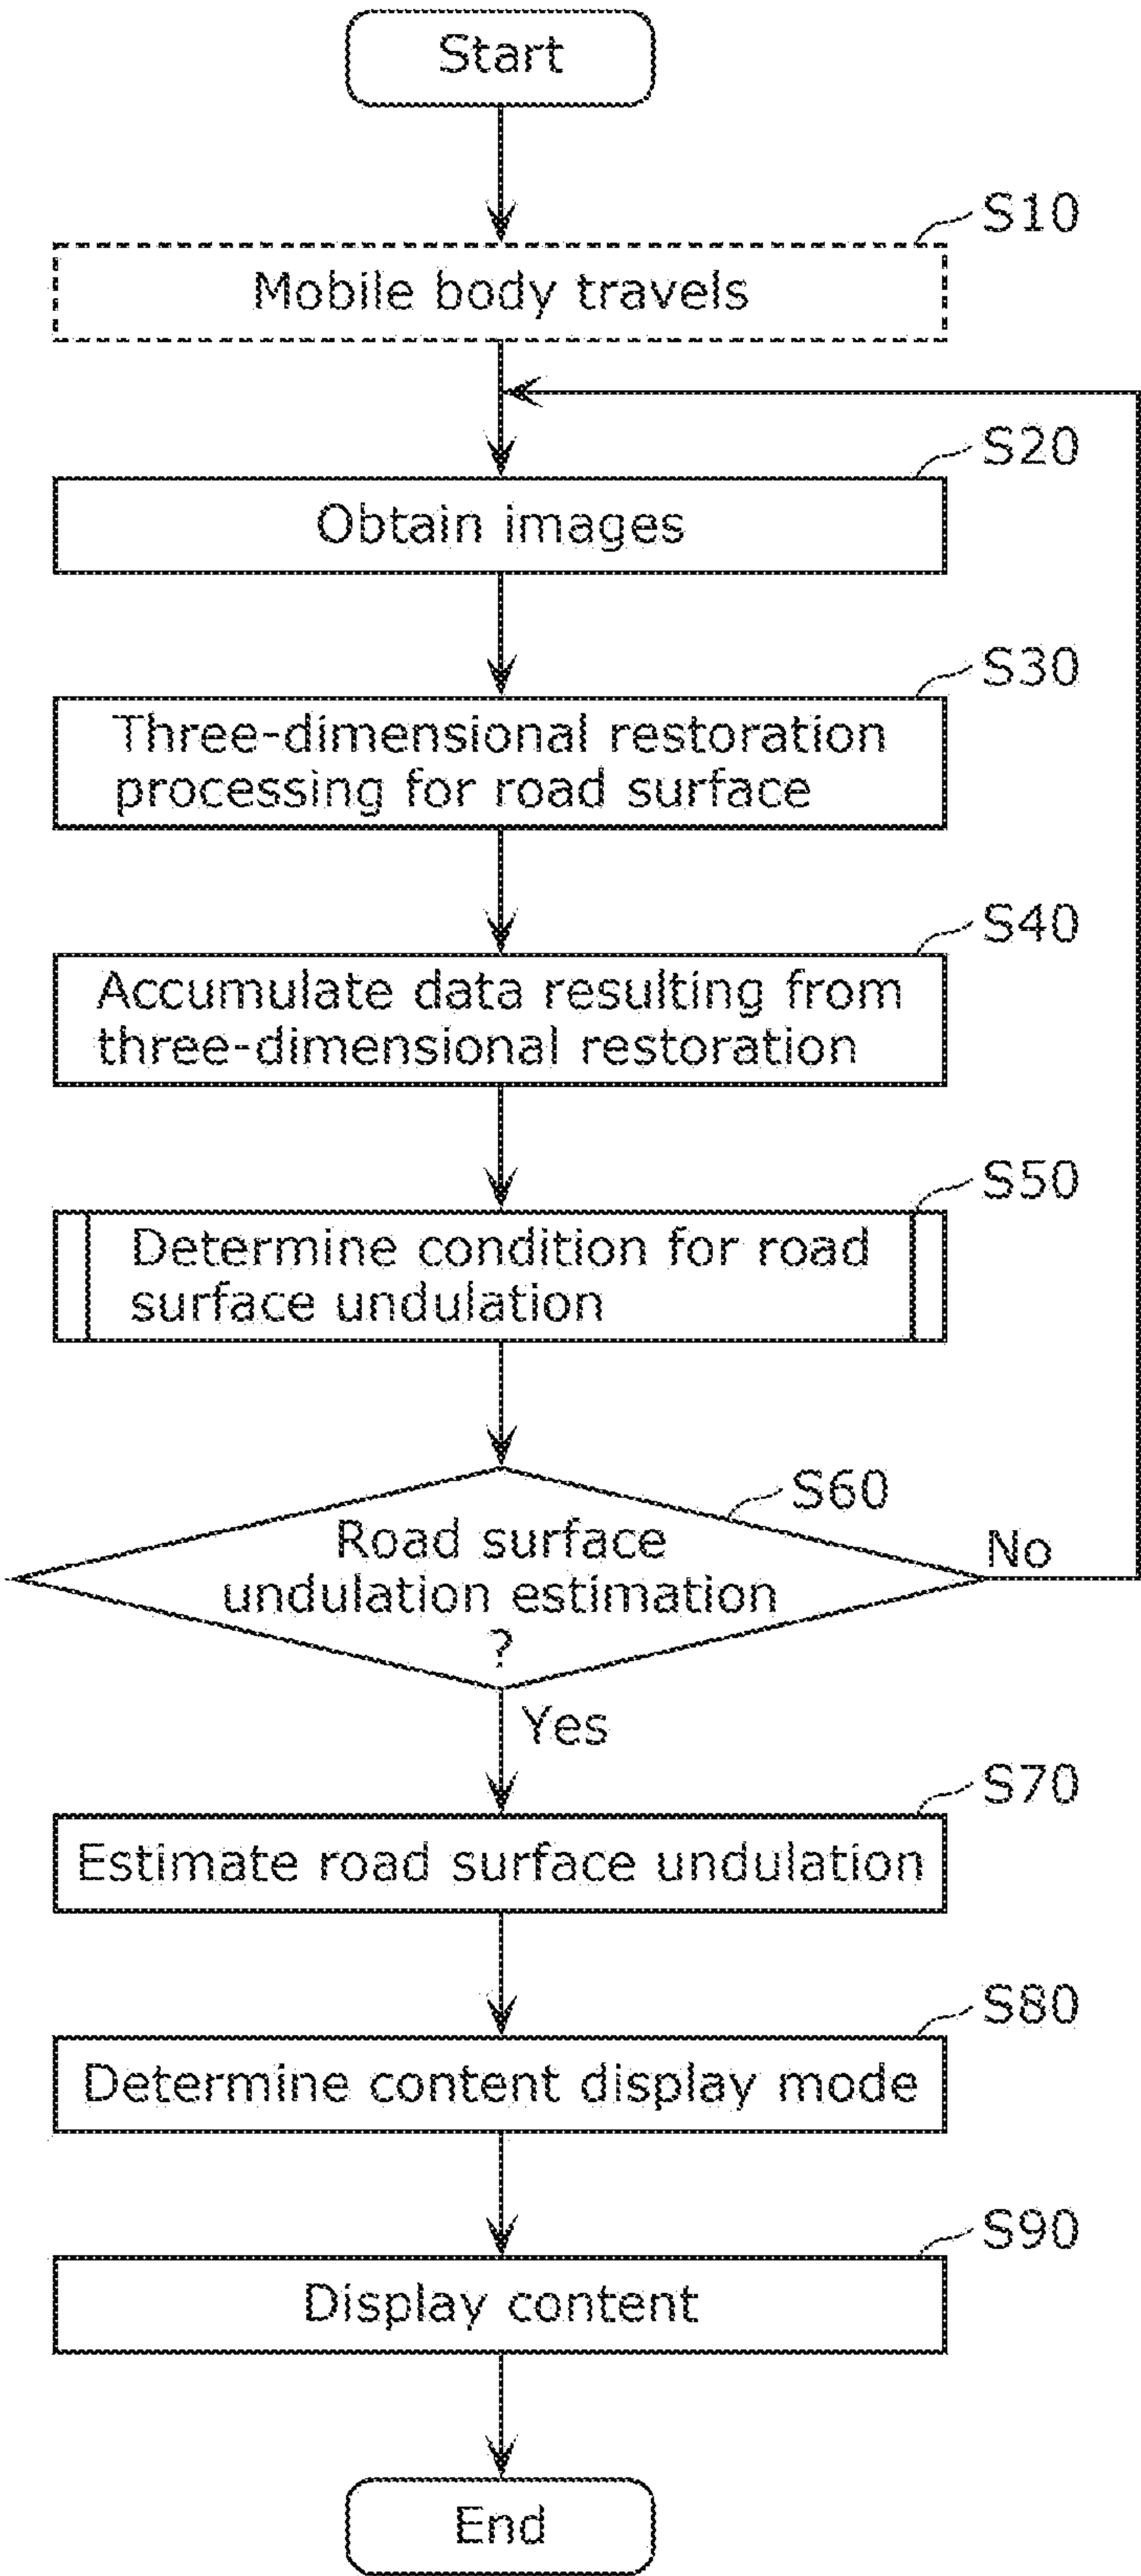 Start
S10
Mobile body travels
S20
Obtain images
S30
Three-dimensional restoration
processing for road surface
S40
Accumulate data resulting from
three-dimensional restoration
S50
Determine condition for road
surface undulation
S60
Road surface
undulation estimation
?
No
Yes
S70
Estimate road surface undulation
S80
Determine content display mode
S90
Display content
End